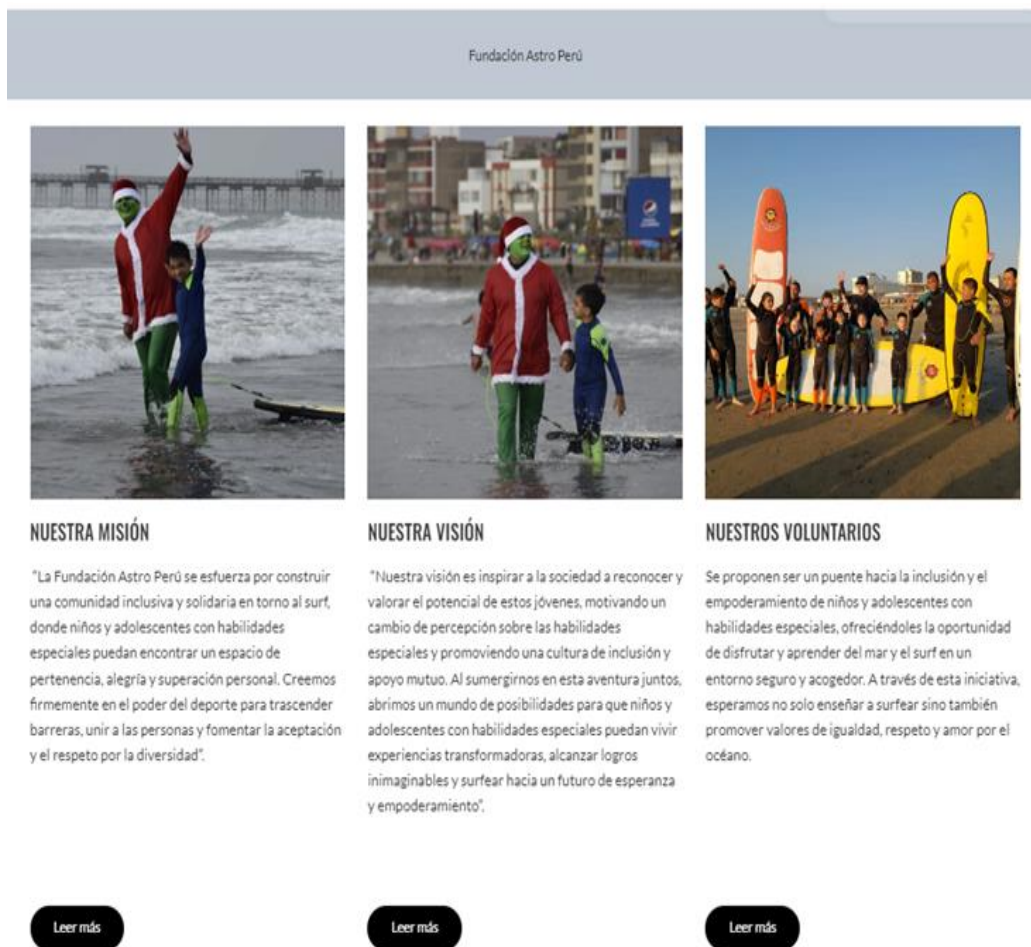 Fundación Astro Perú
NUESTRA MISIÓN
"La Fundación Astro Perú se esfuerza por construir
una comunidad inclusiva y solidaria en torno al surf,
donde niños y adolescentes con habilidades
especiales puedan encontrar un espacio de
pertenencia, alegría y superación personal. Creemos
firmemente en el poder del deporte para trascender
barreras, unir a las personas y fomentar la aceptación
y el respeto por la diversidad".
Leer más
NUESTRA VISIÓN
"Nuestra visión es inspirar a la sociedad a reconocer y
valorar el potencial de estos jóvenes, motivando un
cambio de percepción sobre las habilidades
especiales y promoviendo una cultura de inclusión y
apoyo mutuo. Al sumergirnos en esta aventura juntos,
abrimos un mundo de posibilidades para que niños y
adolescentes con habilidades especiales puedan vivir
experiencias transformadoras, alcanzar logros
inimaginables y surfear hacia un futuro de esperanza
y empoderamiento".
Leer más
NUESTROS VOLUNTARIOS
Se proponen ser un puente hacia la inclusión y el
empoderamiento de niños y adolescentes con
habilidades especiales, ofreciéndoles la oportunidad
de disfrutar y aprender del mar y el surf en un
entorno seguro y acogedor. A través de esta iniciativa,
esperamos no solo enseñar a surfear sino también
promover valores de igualdad, respeto y amor por el
océano.
Leer más